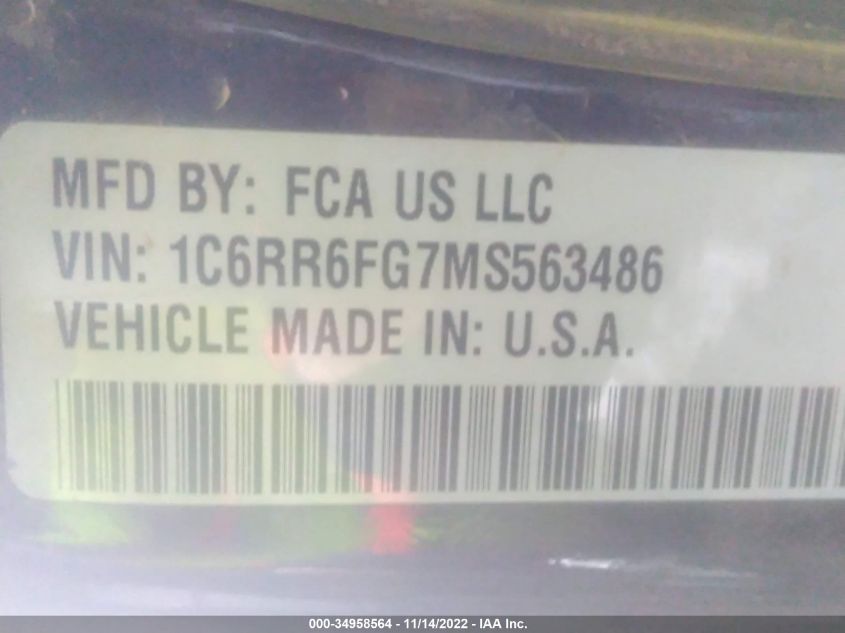 MFD BY: FCA US LLC
VIN: 1C6RR6FG7MS563486
VEHICLE MADE IN: U.S.A.
000-34958564 - 11/14/2022 - IAA Inc.